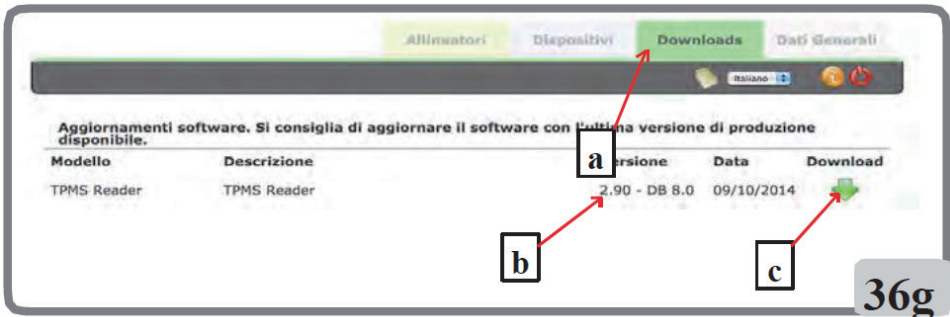 Allineatori Dispositivi Downloads Dati Generali
Italiano
Aggiornamenti software. Si consiglia di aggiornare il software con l'ultima versione di produzione
disponibile.
Modello Descrizione ersione Data Download
TPMS Reader TPMS Reader 2.90 - DB 8.0 09/10/2014
a
b
c
36g